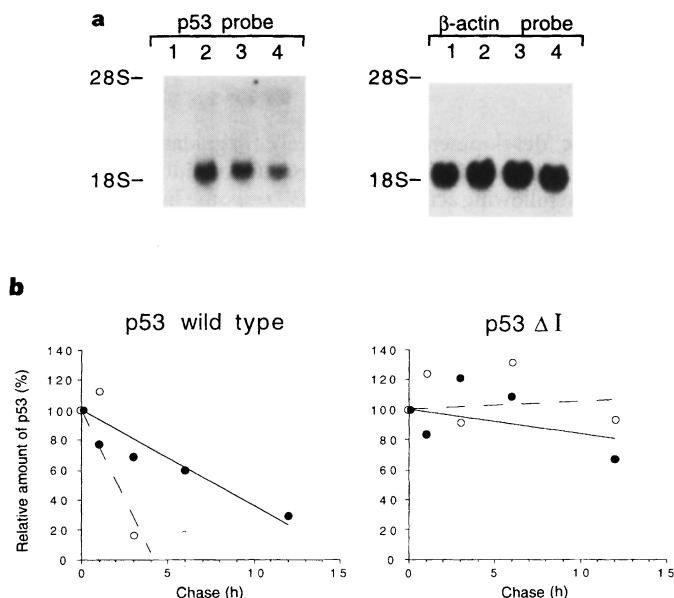 a
p53 probe
1 2 3 4
28S–
18S–
β-actin probe
1 2 3 4
28S–
18S–
b
p53 wild type
Relative amount of p53 (%)
140
120
100
80
60
40
20
0
0 5 10 15
Chase (h)
p53 Δ I
140
120
100
80
60
40
20
0
0 5 10 15
Chase (h)